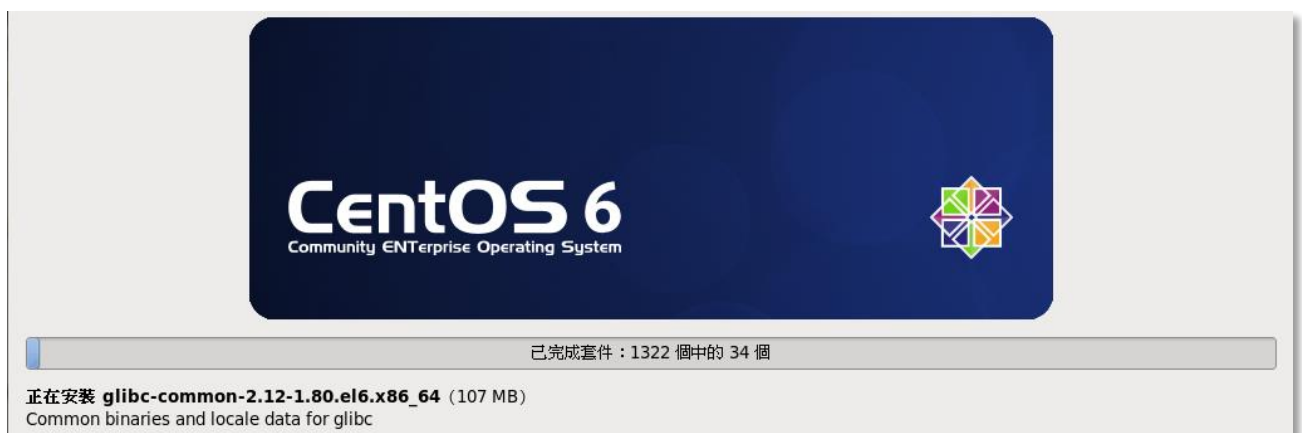 CentOS 6
Community ENTerprise Operating System
已完成套件：1322 個中的 34 個
正在安裝 glibc-common-2.12-1.80.el6.x86_64 (107 MB)
Common binaries and locale data for glibc